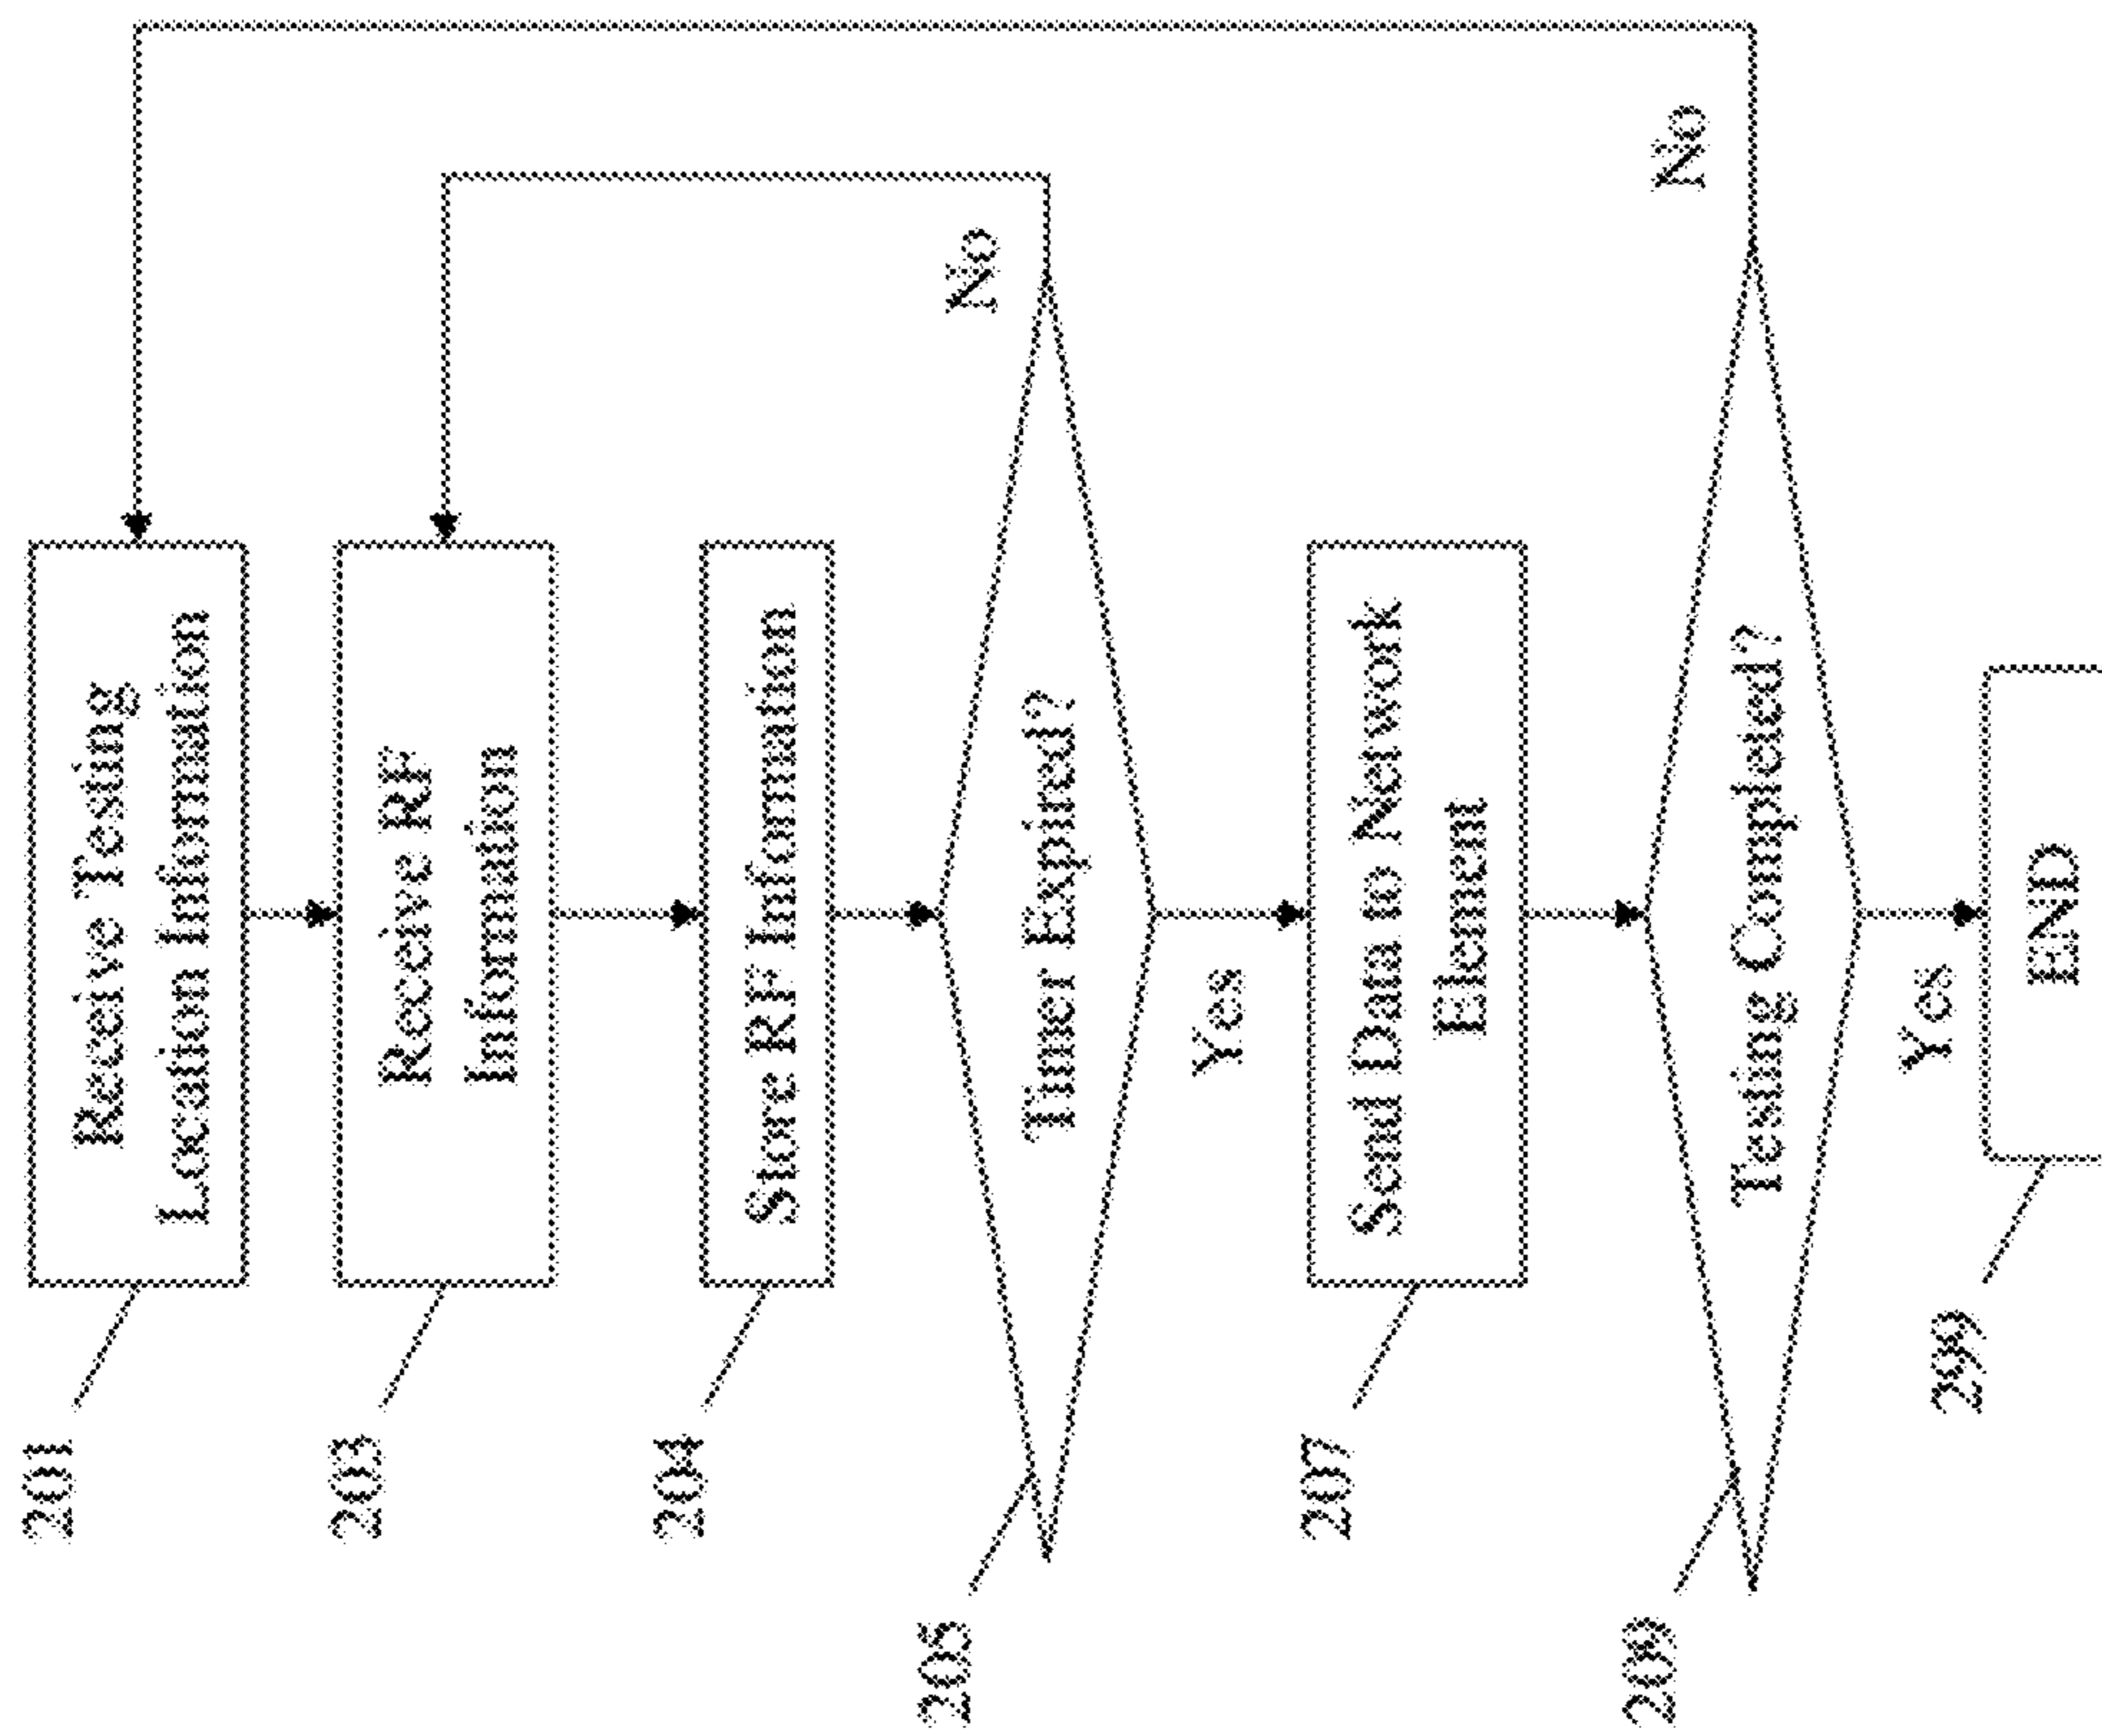 201
Receive Testing
Location Information
203
Receive RF
Information
204
Store RF Information
205
Timer Expired?
No
Yes
207
Send Data to Network
Element
209
Testing Completed?
No
Yes
299
END